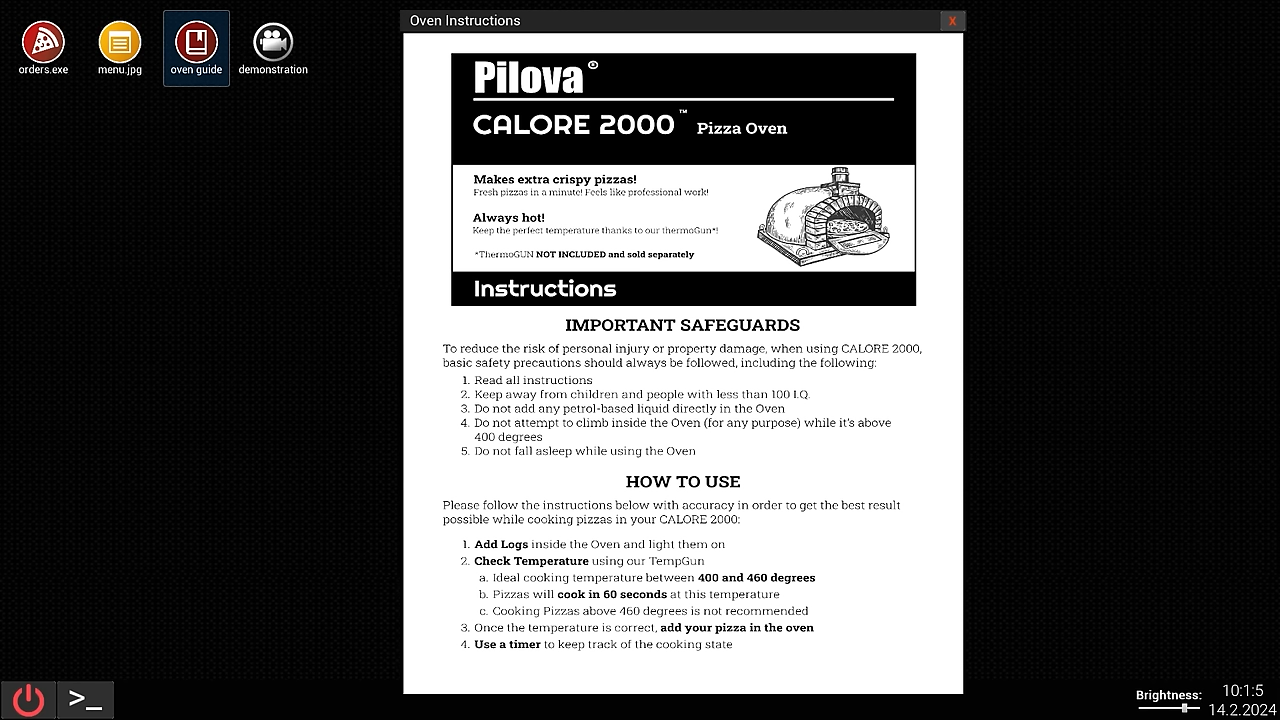 Oven Instructions
X
orders.exe
menu.jpg
oven guide
demonstration
Pilova®
CALORE 2000™ Pizza Oven
Makes extra crispy pizzas!
Fresh pizzas in a minute! Feels like professional work!
Always hot!
Keep the perfect temperature thanks to our thermoGun*!
*ThermoGUN NOT INCLUDED and sold separately
Instructions
IMPORTANT SAFEGUARDS
To reduce the risk of personal injury or property damage, when using CALORE 2000,
basic safety precautions should always be followed, including the following:
1. Read all instructions
2. Keep away from children and people with less than 100 I.Q.
3. Do not add any petrol-based liquid directly in the Oven
4. Do not attempt to climb inside the Oven (for any purpose) while it's above
400 degrees
5. Do not fall asleep while using the Oven
HOW TO USE
Please follow the instructions below with accuracy in order to get the best result
possible while cooking pizzas in your CALORE 2000:
1. Add Logs inside the Oven and light them on
2. Check Temperature using our TempGun
a. Ideal cooking temperature between 400 and 460 degrees
b. Pizzas will cook in 60 seconds at this temperature
c. Cooking Pizzas above 460 degrees is not recommended
3. Once the temperature is correct, add your pizza in the oven
4. Use a timer to keep track of the cooking state
>_
Brightness:
10:1:5
14.2.2024